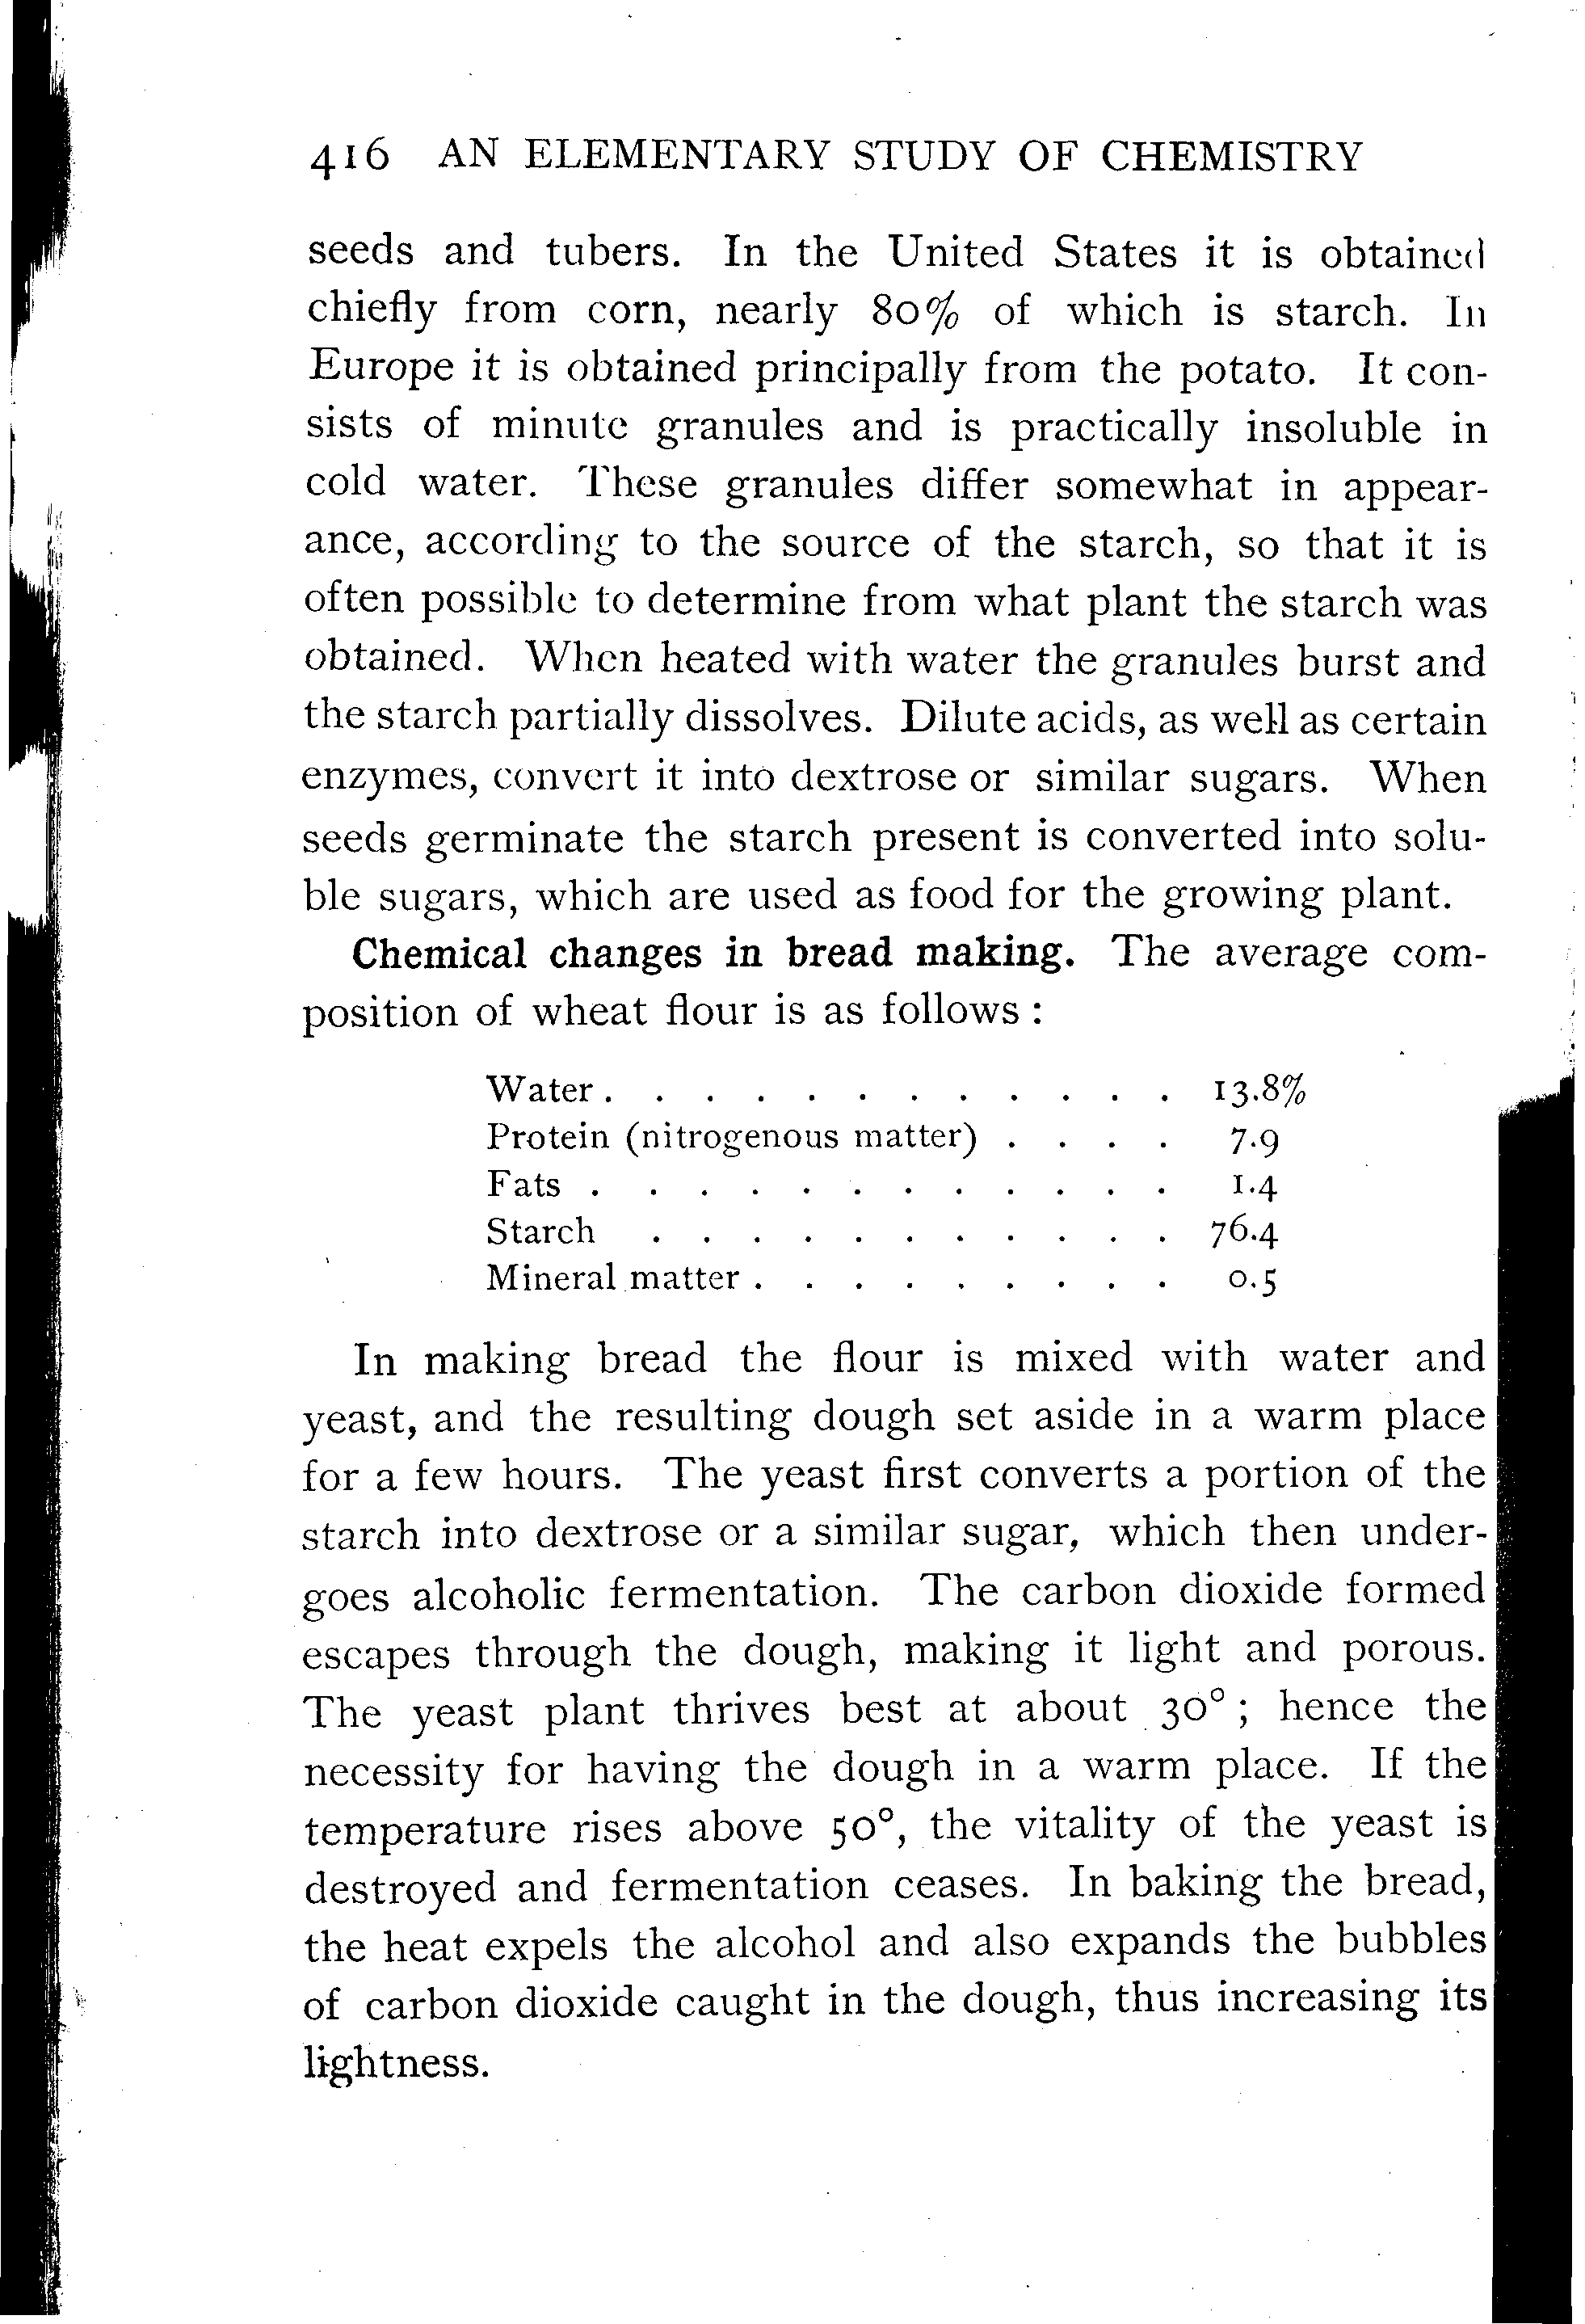 416 AN ELEMENTARY STUDY OF CHEMISTRY
seeds and tubers. In the United States it is obtained
chiefly from corn, nearly 80% of which is starch. In
Europe it is obtained principally from the potato. It con-
sists of minute granules and is practically insoluble in
cold water. These granules differ somewhat in appear-
ance, according to the source of the starch, so that it is
often possible to determine from what plant the starch was
obtained. When heated with water the granules burst and
the starch partially dissolves. Dilute acids, as well as certain
enzymes, convert it into dextrose or similar sugars. When
seeds germinate the starch present is converted into solu-
ble sugars, which are used as food for the growing plant.
Chemical changes in bread making. The average com-
position of wheat flour is as follows :
Water . . . . . . . . . . . . 13.8%
Protein (nitrogenous matter) . . . . 7.9
Fats . . . . . . . . . . . . 1.4
Starch . . . . . . . . . . . 76.4
Mineral matter . . . . . . . . . 0.5
In making bread the flour is mixed with water and
yeast, and the resulting dough set aside in a warm place
for a few hours. The yeast first converts a portion of the
starch into dextrose or a similar sugar, which then under-
goes alcoholic fermentation. The carbon dioxide formed
escapes through the dough, making it light and porous.
The yeast plant thrives best at about 30° ; hence the
necessity for having the dough in a warm place. If the
temperature rises above 50°, the vitality of the yeast is
destroyed and fermentation ceases. In baking the bread,
the heat expels the alcohol and also expands the bubbles
of carbon dioxide caught in the dough, thus increasing its
lightness.